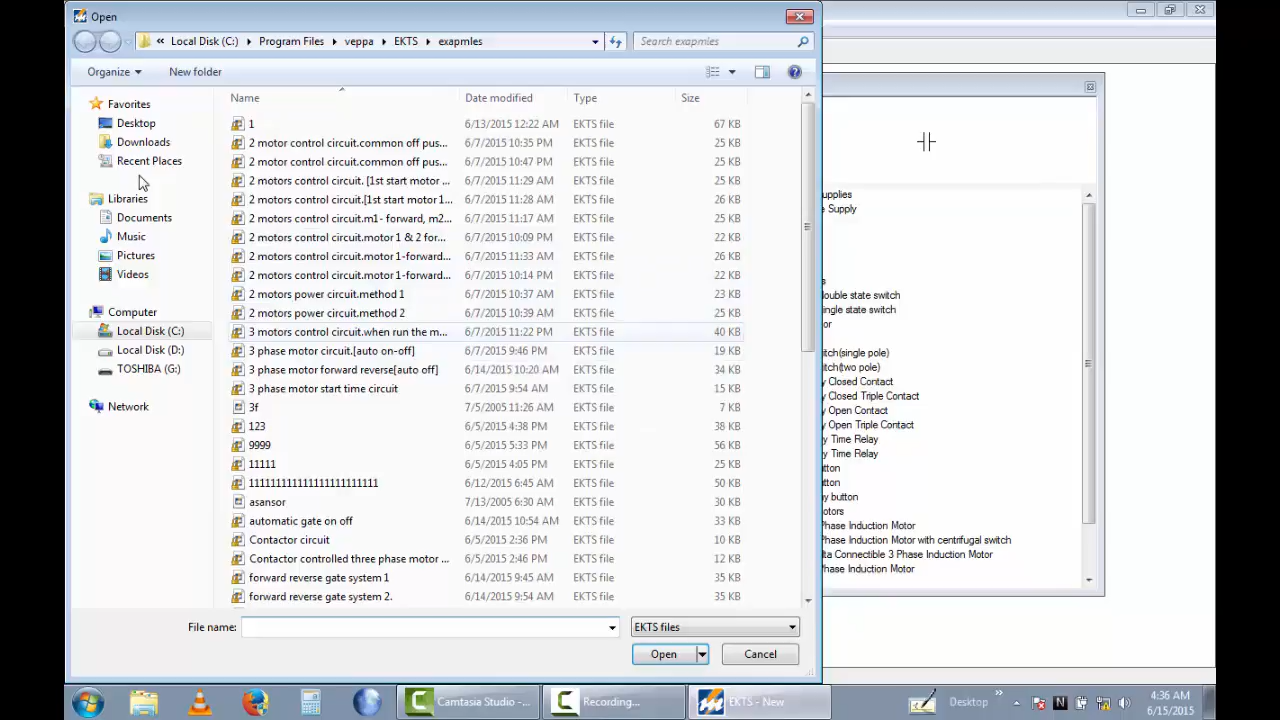 Open
« Local Disk (C:) Program Files veppa EKTS exapmles
Search exapmles
Organize New folder
Name Date modified Type Size
Favorites
Desktop
Downloads
Recent Places
Libraries
Documents
Music
Pictures
Videos
Computer
Local Disk (C:)
Local Disk (D:)
TOSHIBA (G:)
Network
1 6/13/2015 12:22 AM EKTS file 67 KB
2 motor control circuit.common off pus... 6/7/2015 10:35 PM EKTS file 25 KB
2 motor control circuit.common off pus... 6/7/2015 10:47 PM EKTS file 25 KB
2 motors control circuit. [1st start motor ... 6/7/2015 11:29 AM EKTS file 25 KB
2 motors control circuit.[1st start motor 1... 6/7/2015 11:28 AM EKTS file 26 KB
2 motors control circuit.m1- forward, m2... 6/7/2015 11:17 AM EKTS file 25 KB
2 motors control circuit.motor 1 & 2 for... 6/7/2015 10:09 PM EKTS file 22 KB
2 motors control circuit.motor 1-forward... 6/7/2015 11:33 AM EKTS file 26 KB
2 motors control circuit.motor 1-forward... 6/7/2015 10:14 PM EKTS file 22 KB
2 motors power circuit.method 1 6/7/2015 10:37 AM EKTS file 23 KB
2 motors power circuit.method 2 6/7/2015 10:39 AM EKTS file 25 KB
3 motors control circuit.when run the m... 6/7/2015 11:22 PM EKTS file 40 KB
3 phase motor circuit.[auto on-off] 6/7/2015 9:46 PM EKTS file 19 KB
3 phase motor forward reverse[auto off] 6/14/2015 10:20 AM EKTS file 34 KB
3 phase motor start time circuit 6/7/2015 9:54 AM EKTS file 15 KB
3f 7/5/2005 11:26 AM EKTS file 7 KB
123 6/5/2015 4:38 PM EKTS file 38 KB
9999 6/5/2015 5:33 PM EKTS file 56 KB
11111 6/5/2015 4:05 PM EKTS file 25 KB
11111111111111111111111 6/12/2015 6:45 AM EKTS file 50 KB
asansor 7/13/2005 6:30 AM EKTS file 30 KB
automatic gate on off 6/14/2015 10:54 AM EKTS file 33 KB
Contactor circuit 6/5/2015 2:36 PM EKTS file 10 KB
Contactor controlled three phase motor ... 6/5/2015 2:46 PM EKTS file 12 KB
forward reverse gate system 1 6/14/2015 9:45 AM EKTS file 35 KB
forward reverse gate system 2. 6/14/2015 9:54 AM EKTS file 35 KB
File name: EKTS files
Open Cancel
upplies
e Supply
s
ouble state switch
ingle state switch
or
itch(single pole)
itch(two pole)
y Closed Contact
y Closed Triple Contact
y Open Contact
y Open Triple Contact
y Time Relay
y Time Relay
tton
tton
y button
otors
Phase Induction Motor
Phase Induction Motor with centrifugal switch
lta Connectible 3 Phase Induction Motor
Phase Induction Motor
Camtasia Studio -... Recording... EKTS - New Desktop » N 4:36 AM
6/15/2015